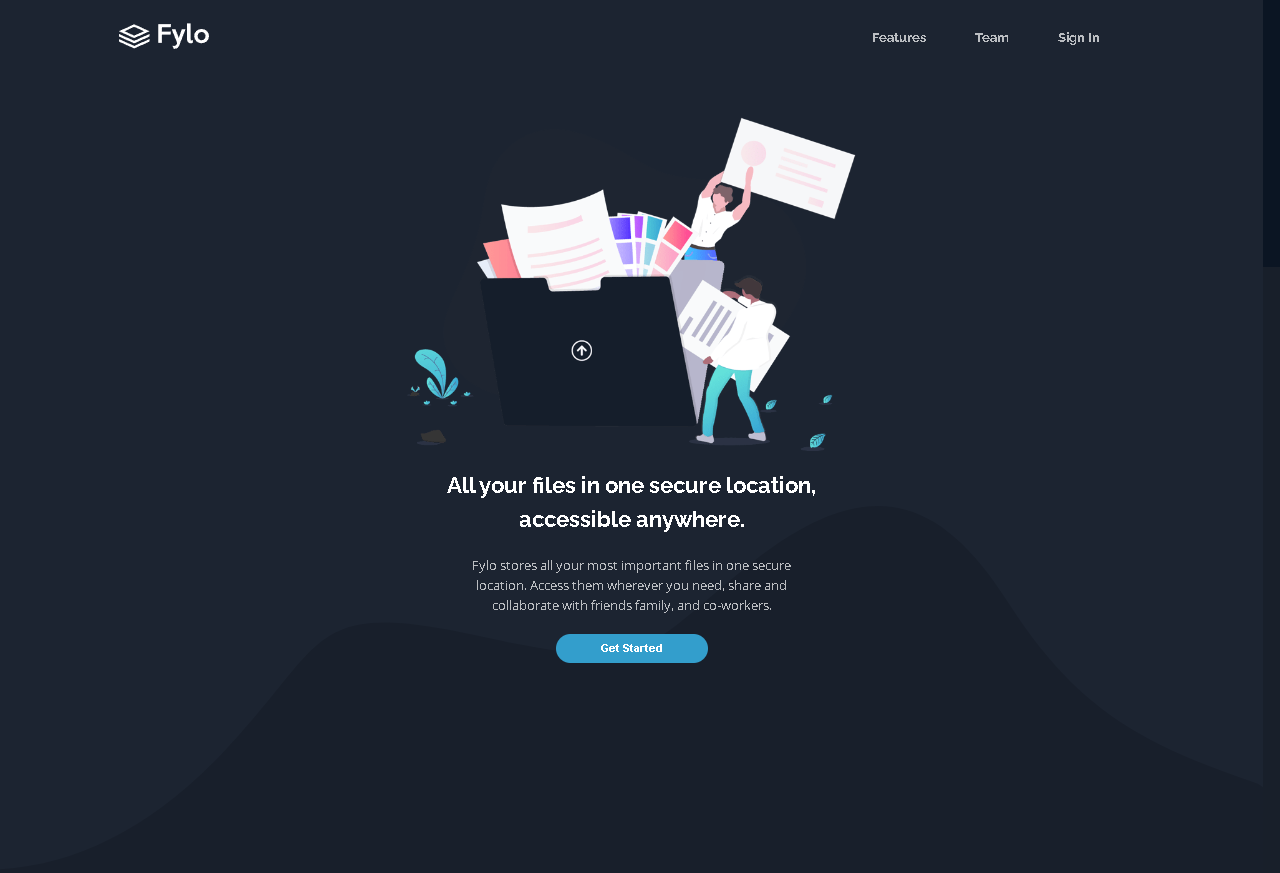 Fylo
Features Team Sign In
All your files in one secure location,
accessible anywhere.
Fylo stores all your most important files in one secure
location. Access them wherever you need, share and
collaborate with friends family, and co-workers.
Get Started